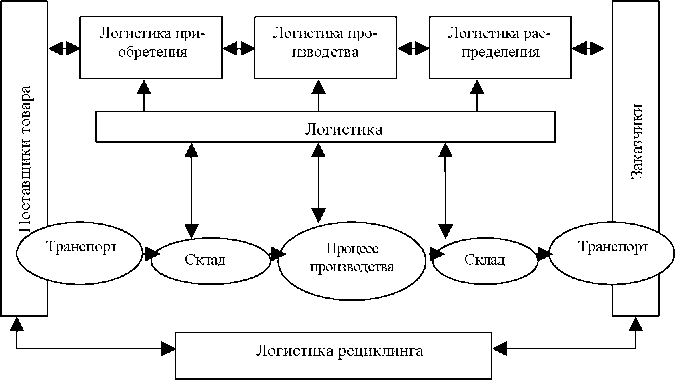 Логистика при-
обретения
Логистика про-
изводства
Логистика рас-
пределения
Логистика
Поставщики товара
Заказчики
Транспорт
Склад
Процесс
производства
Склад
Транспорт
Логистика рециклинга